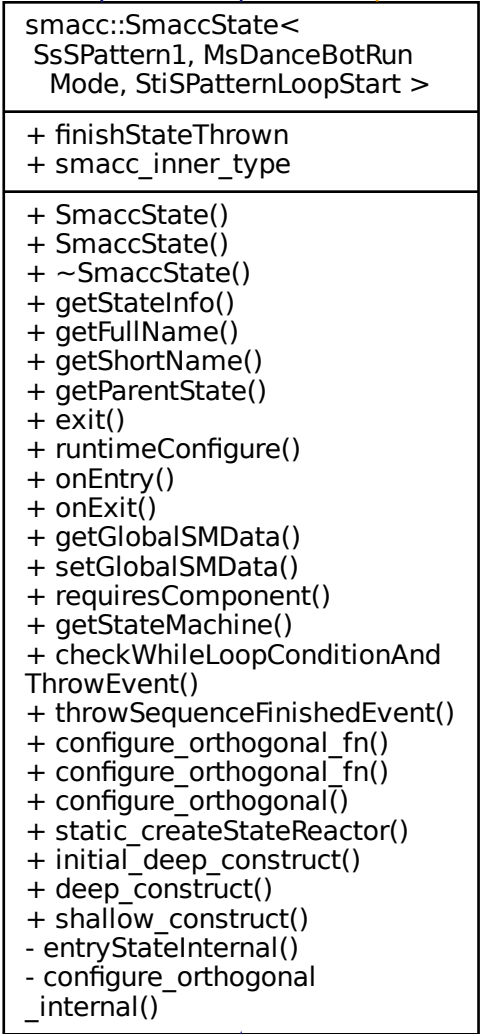 smacc::SmaccState<
SsSPattern1, MsDanceBotRun
Mode, StiSPatternLoopStart >
+ finishStateThrown
+ smacc_inner_type
+ SmaccState()
+ SmaccState()
+ ~SmaccState()
+ getStateInfo()
+ getFullName()
+ getShortName()
+ getParentState()
+ exit()
+ runtimeConfigure()
+ onEntry()
+ onExit()
+ getGlobalSMData()
+ setGlobalSMData()
+ requiresComponent()
+ getStateMachine()
+ checkWhileLoopConditionAnd
ThrowEvent()
+ throwSequenceFinishedEvent()
+ configure_orthogonal_fn()
+ configure_orthogonal_fn()
+ configure_orthogonal()
+ static_createStateReactor()
+ initial_deep_construct()
+ deep_construct()
+ shallow_construct()
- entryStateInternal()
- configure_orthogonal
_internal()